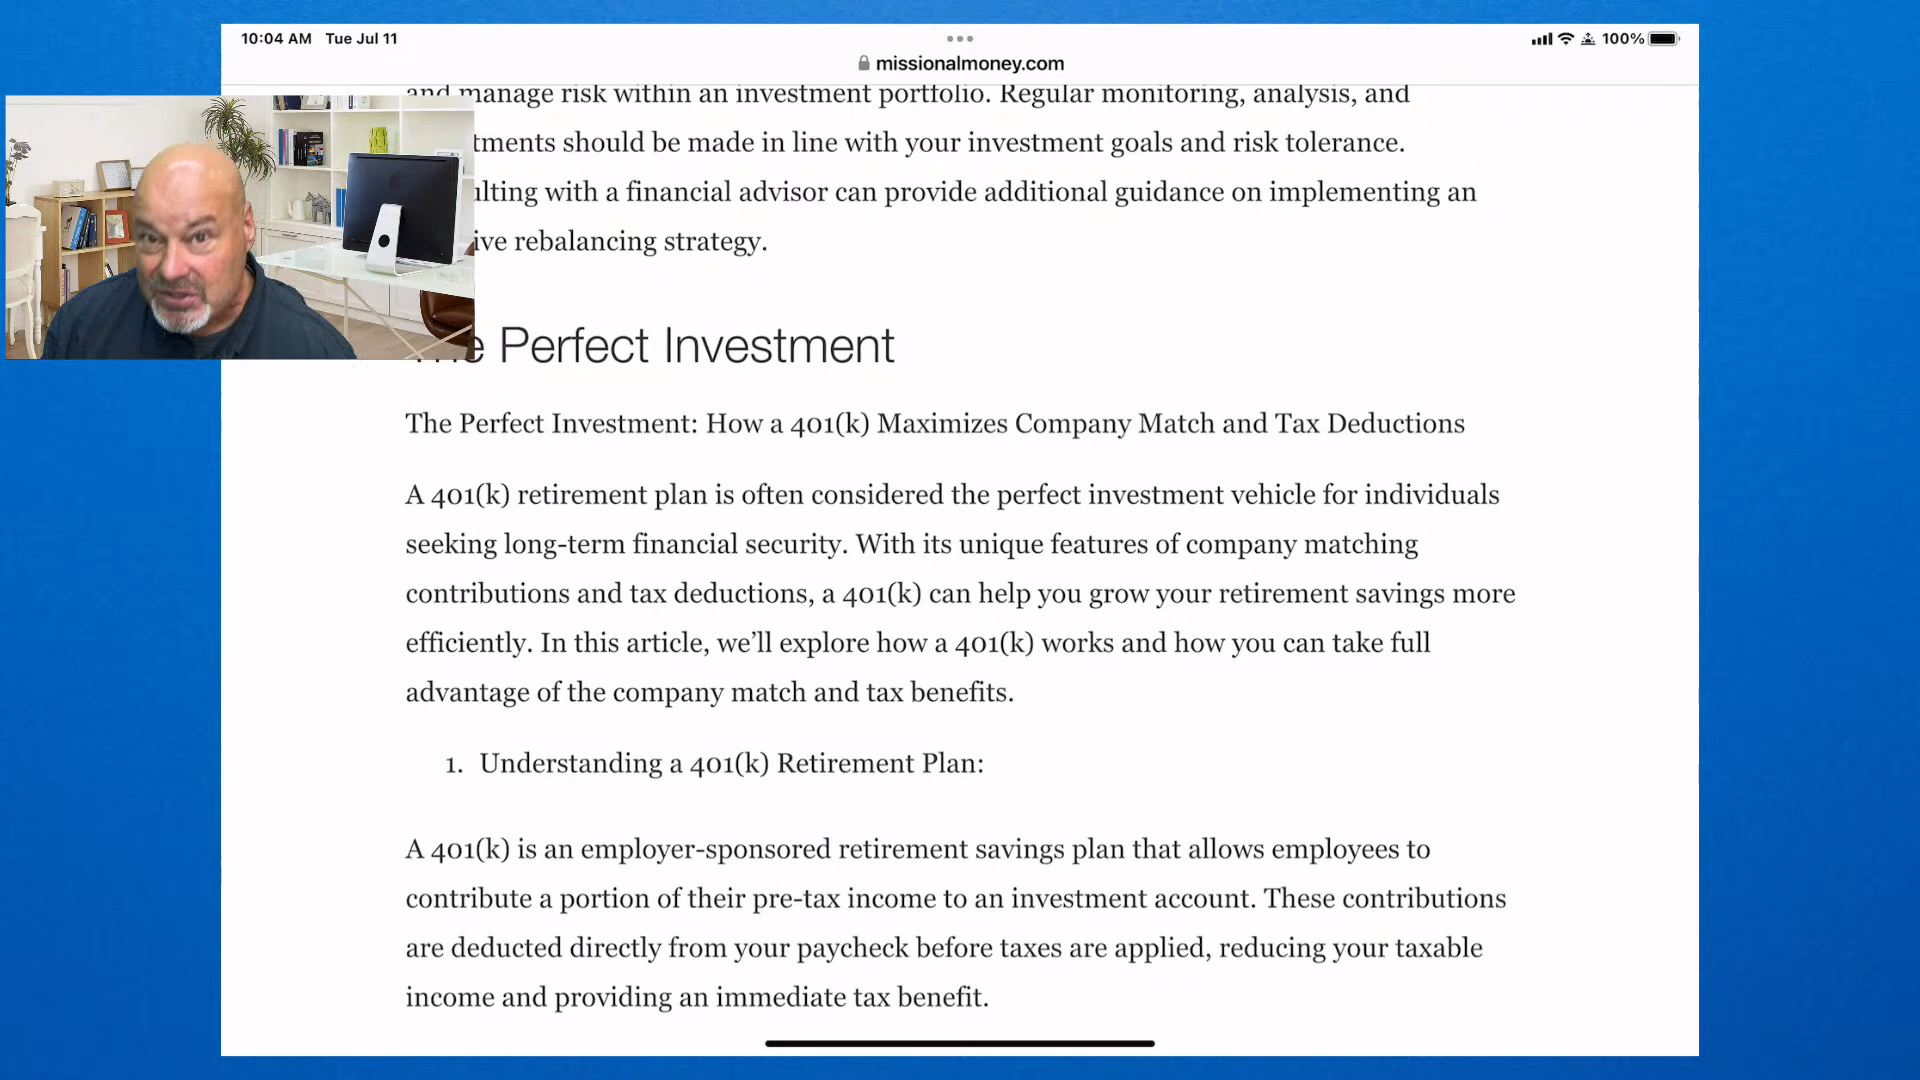 10:04 AM Tue Jul 11
100%
missionalmoney.com
and manage risk within an investment portfolio. Regular monitoring, analysis, and
tments should be made in line with your investment goals and risk tolerance.
ulting with a financial advisor can provide additional guidance on implementing an
ive rebalancing strategy.
The Perfect Investment
The Perfect Investment: How a 401(k) Maximizes Company Match and Tax Deductions
A 401(k) retirement plan is often considered the perfect investment vehicle for individuals
seeking long-term financial security. With its unique features of company matching
contributions and tax deductions, a 401(k) can help you grow your retirement savings more
efficiently. In this article, we’ll explore how a 401(k) works and how you can take full
advantage of the company match and tax benefits.
1. Understanding a 401(k) Retirement Plan:
A 401(k) is an employer-sponsored retirement savings plan that allows employees to
contribute a portion of their pre-tax income to an investment account. These contributions
are deducted directly from your paycheck before taxes are applied, reducing your taxable
income and providing an immediate tax benefit.